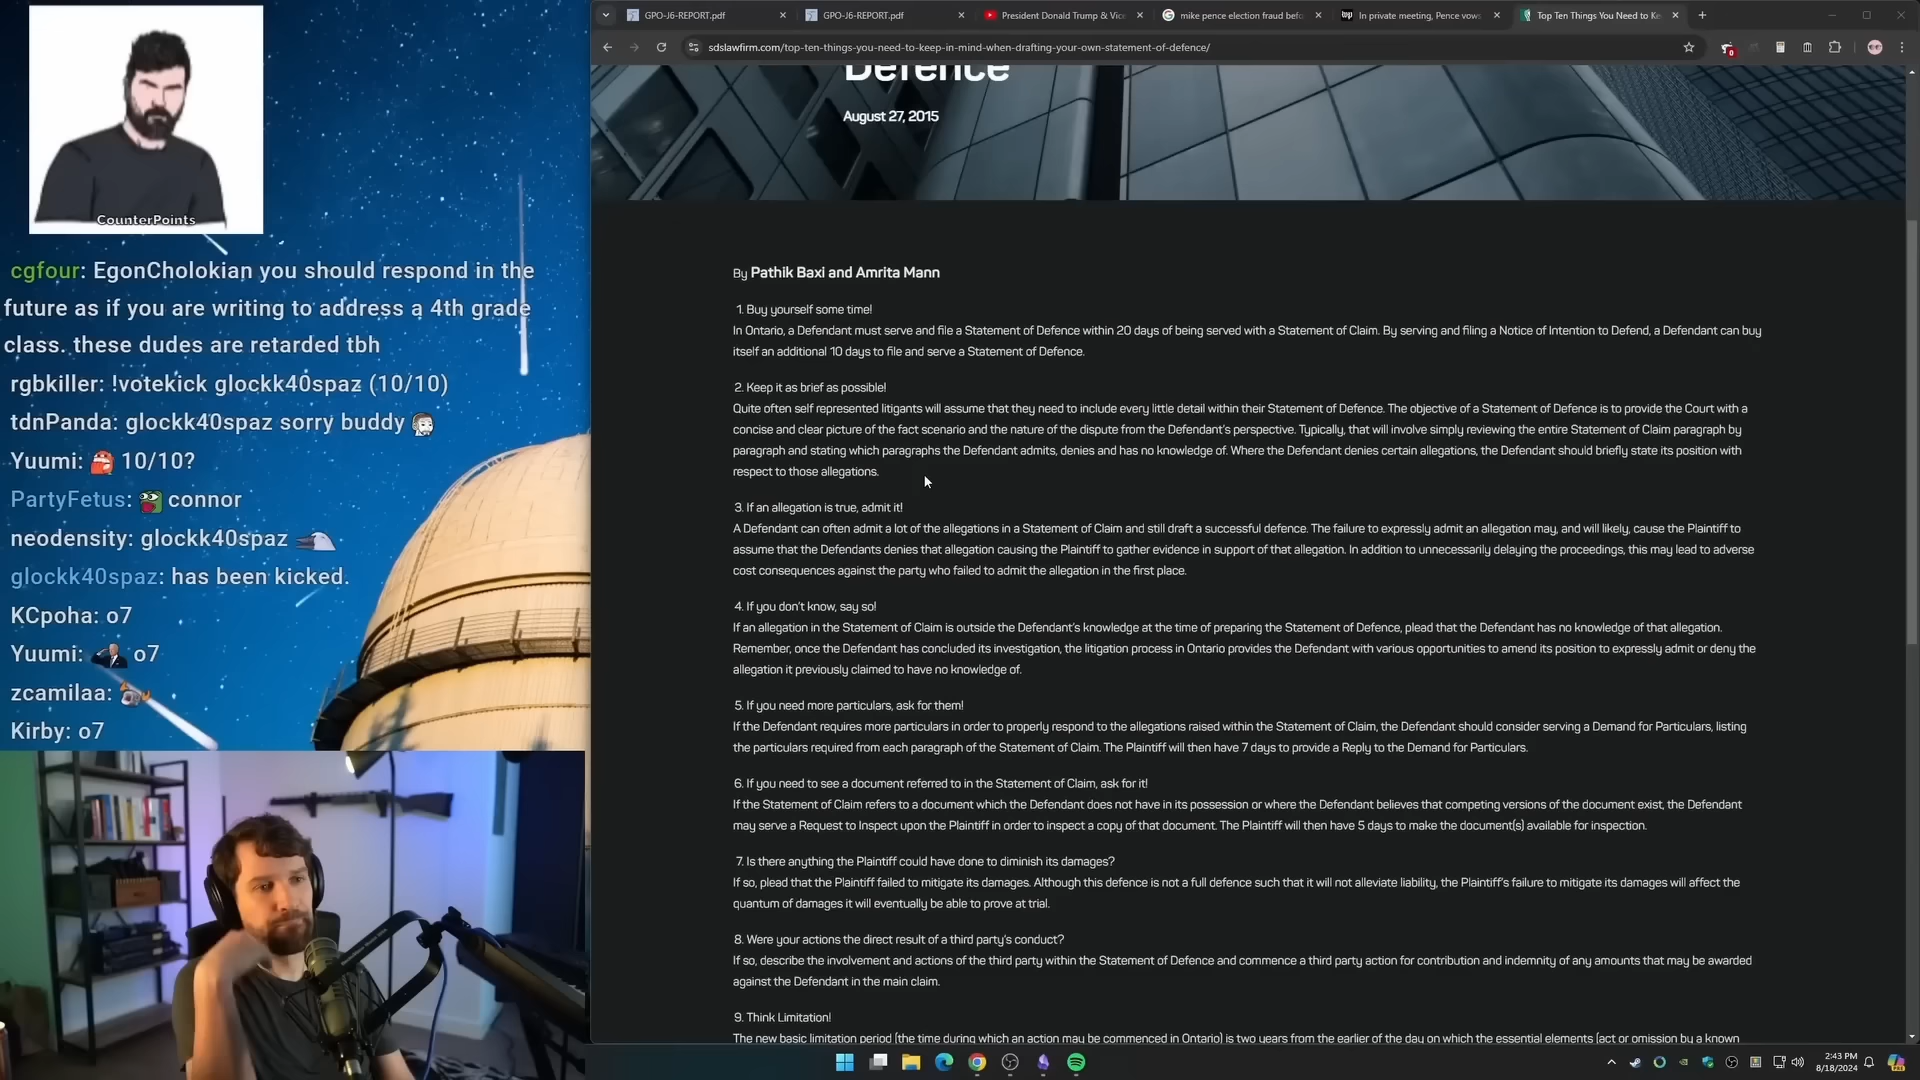 CounterPoints
cgfour: EgonCholokian you should respond in the
future as if you are writing to address a 4th grade
class. these dudes are retarded tbh
rgbkiller: !votekick glockk40spaz (10/10)
tdnPanda: glockk40spaz sorry buddy
Yuumi: 10/10?
PartyFetus: connor
neodensity: glockk40spaz
glockk40spaz: has been kicked.
KCpoha: o7
Yuumi: o7
zcamilaa:
Kirby: o7
GPO-J6-REPORT.pdf
GPO-J6-REPORT.pdf
President Donald Trump & Vice
mike pence election fraud befo
In private meeting, Pence vows
Top Ten Things You Need to Ke
sdslawfirm.com/top-ten-things-you-need-to-keep-in-mind-when-drafting-your-own-statement-of-defence/
Defence
August 27, 2015
By Pathik Baxi and Amrita Mann
1. Buy yourself some time!
In Ontario, a Defendant must serve and file a Statement of Defence within 20 days of being served with a Statement of Claim. By serving and filing a Notice of Intention to Defend, a Defendant can buy
itself an additional 10 days to file and serve a Statement of Defence.
2. Keep it as brief as possible!
Quite often self represented litigants will assume that they need to include every little detail within their Statement of Defence. The objective of a Statement of Defence is to provide the Court with a
concise and clear picture of the fact scenario and the nature of the dispute from the Defendant's perspective. Typically, that will involve simply reviewing the entire Statement of Claim paragraph by
paragraph and stating which paragraphs the Defendant admits, denies and has no knowledge of. Where the Defendant denies certain allegations, the Defendant should briefly state its position with
respect to those allegations.
3. If an allegation is true, admit it!
A Defendant can often admit a lot of the allegations in a Statement of Claim and still draft a successful defence. The failure to expressly admit an allegation may, and will likely, cause the Plaintiff to
assume that the Defendants denies that allegation causing the Plaintiff to gather evidence in support of that allegation. In addition to unnecessarily delaying the proceedings, this may lead to adverse
cost consequences against the party who failed to admit the allegation in the first place.
4. If you don't know, say so!
If an allegation in the Statement of Claim is outside the Defendant's knowledge at the time of preparing the Statement of Defence, plead that the Defendant has no knowledge of that allegation.
Remember, once the Defendant has concluded its investigation, the litigation process in Ontario provides the Defendant with various opportunities to amend its position to expressly admit or deny the
allegation it previously claimed to have no knowledge of.
5. If you need more particulars, ask for them!
If the Defendant requires more particulars in order to properly respond to the allegations raised within the Statement of Claim, the Defendant should consider serving a Demand for Particulars, listing
the particulars required from each paragraph of the Statement of Claim. The Plaintiff will then have 7 days to provide a Reply to the Demand for Particulars.
6. If you need to see a document referred to in the Statement of Claim, ask for it!
If the Statement of Claim refers to a document which the Defendant does not have in its possession or where the Defendant believes that competing versions of the document exist, the Defendant
may serve a Request to Inspect upon the Plaintiff in order to inspect a copy of that document. The Plaintiff will then have 5 days to make the document(s) available for inspection.
7. Is there anything the Plaintiff could have done to diminish its damages?
If so, plead that the Plaintiff failed to mitigate its damages. Although this defence is not a full defence such that it will not alleviate liability, the Plaintiff's failure to mitigate its damages will affect the
quantum of damages it will eventually be able to prove at trial.
8. Were your actions the direct result of a third party's conduct?
If so, describe the involvement and actions of the third party within the Statement of Defence and commence a third party action for contribution and indemnity of any amounts that may be awarded
against the Defendant in the main claim.
9. Think Limitation!
The new basic limitation period (the time during which an action may be commenced in Ontario) is two years from the earlier of the day on which the essential elements (act or omission by a known
2:43 PM
8/18/2024